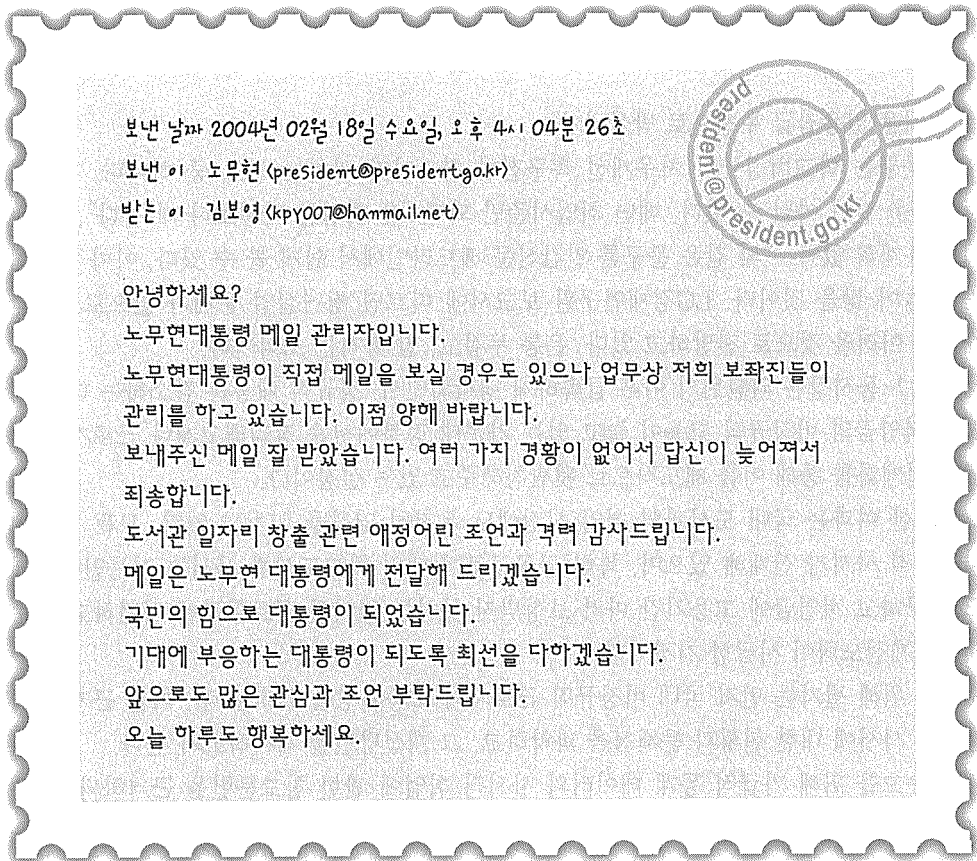 보낸 날짜 2004년 02월 18일 수요일, 오후 4시 04분 26초
보낸 이 노무현 <president@president.go.kr>
받는 이 김보영 <kpy007@hanmail.net>
president@president.go.kr
안녕하세요?
노무현대통령 메일 관리자입니다.
노무현대통령이 직접 메일을 보실 경우도 있으나 업무상 저희 보좌진들이
관리를 하고 있습니다. 이점 양해 바랍니다.
보내주신 메일 잘 받았습니다. 여러 가지 경황이 없어서 답신이 늦어져서
죄송합니다.
도서관 일자리 창출 관련 애정어린 조언과 격력 감사드립니다.
메일은 노무현 대통령에게 전달해 드리겠습니다.
국민의 힘으로 대통령이 되었습니다.
기대에 부응하는 대통령이 되도록 최선을 다하겠습니다.
앞으로도 많은 관심과 조언 부탁드립니다.
오늘 하루도 행복하세요.